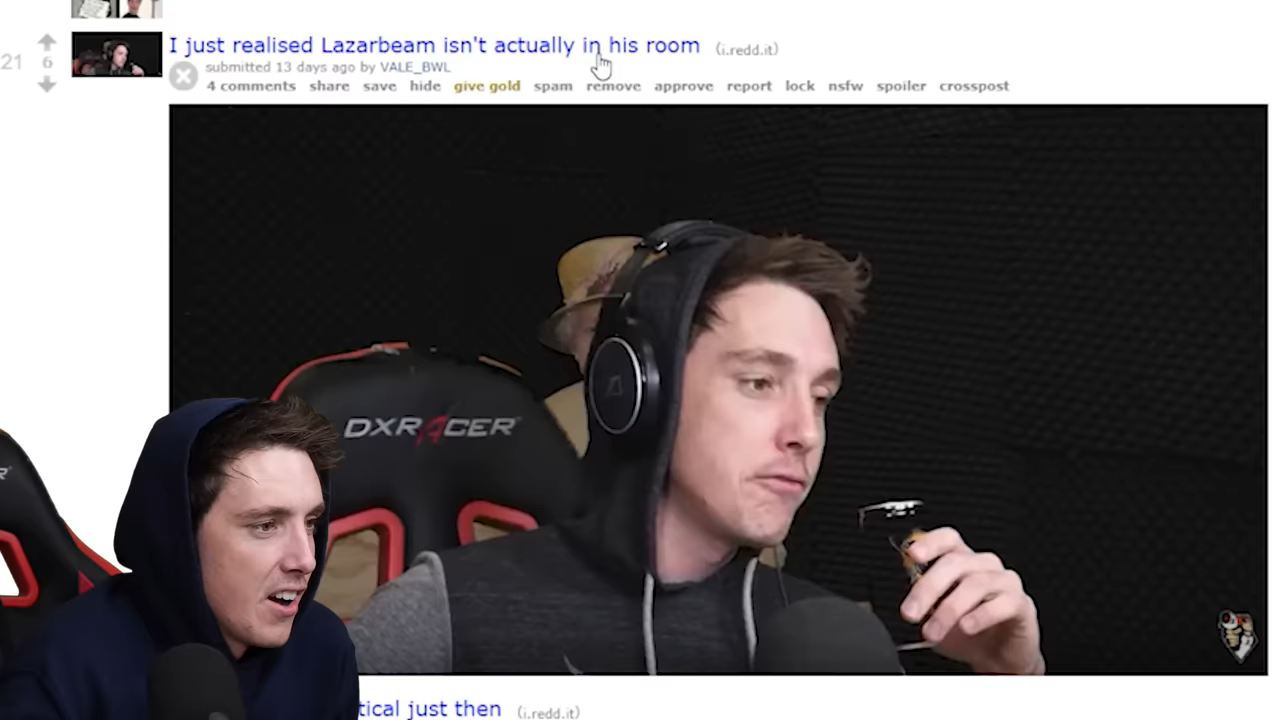 I just realised Lazarbeam isn't actually in his room (i.redd.it)
21 6
submitted 13 days ago by VALE_BWL
4 comments share save hide give gold spam remove approve report lock nsfw spoiler crosspost
DXRACER
tical just then (i.redd.it)